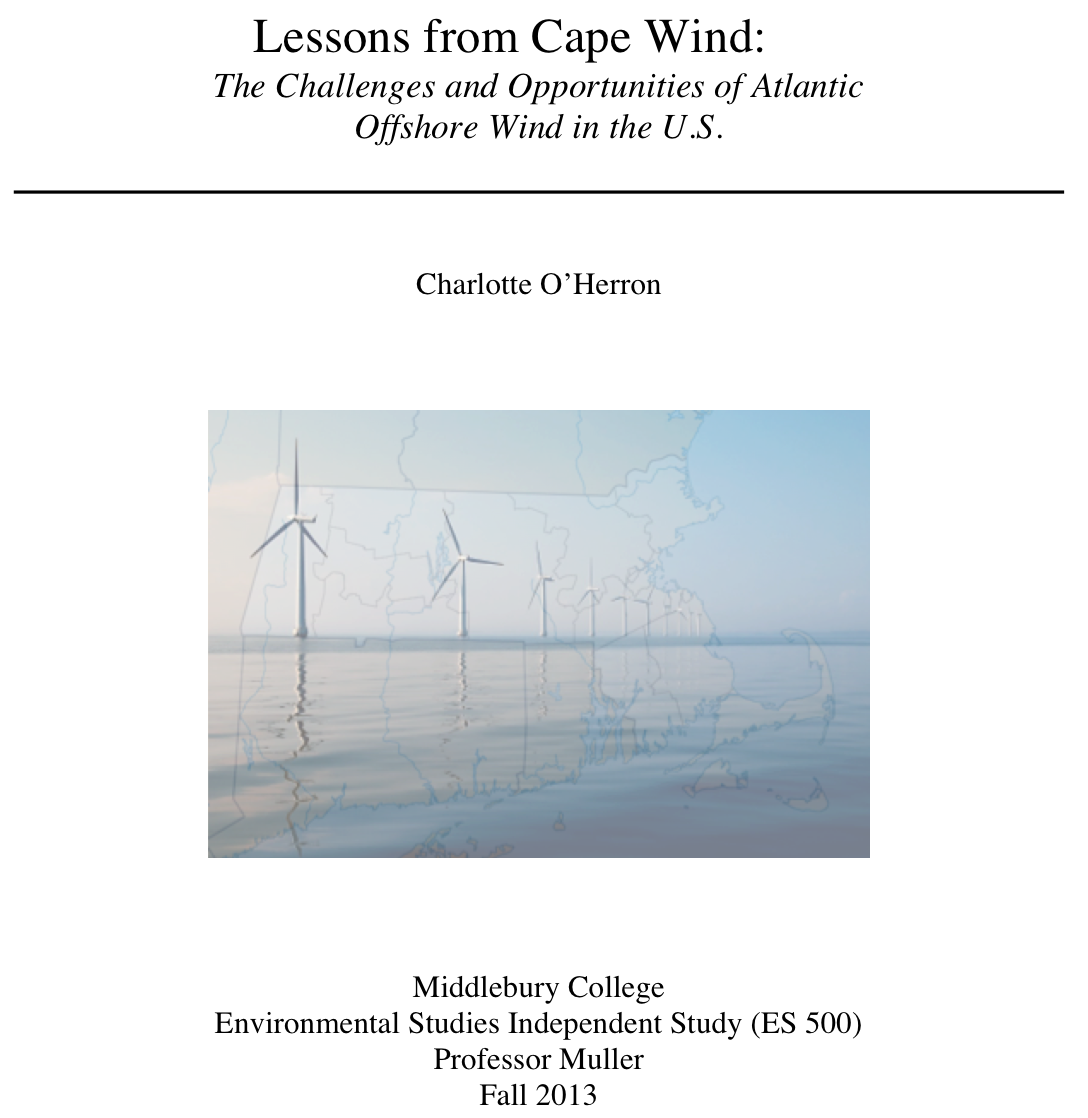 Lessons from Cape Wind:
The Challenges and Opportunities of Atlantic
Offshore Wind in the U.S.
Charlotte O’Herron
Middlebury College
Environmental Studies Independent Study (ES 500)
Professor Muller
Fall 2013